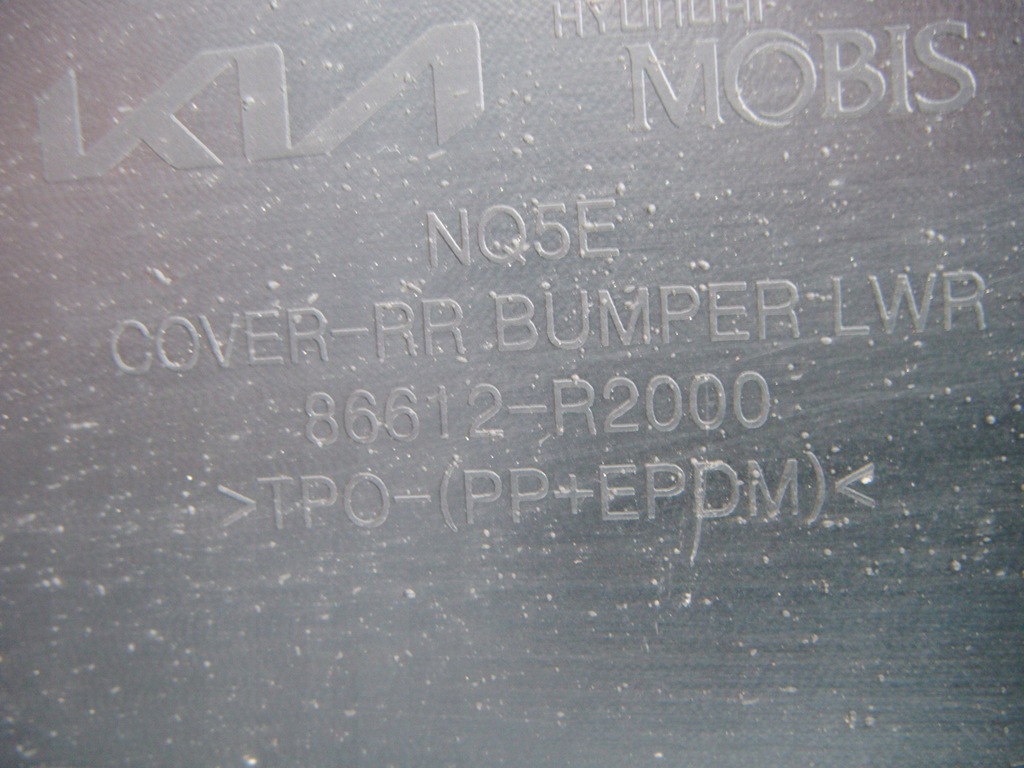 KIA
HYUNDAI
MOBIS
NQ5E
COVER-RR BUMPER-LWR
86612-R2000
>TPO-(PP+EPDM)<